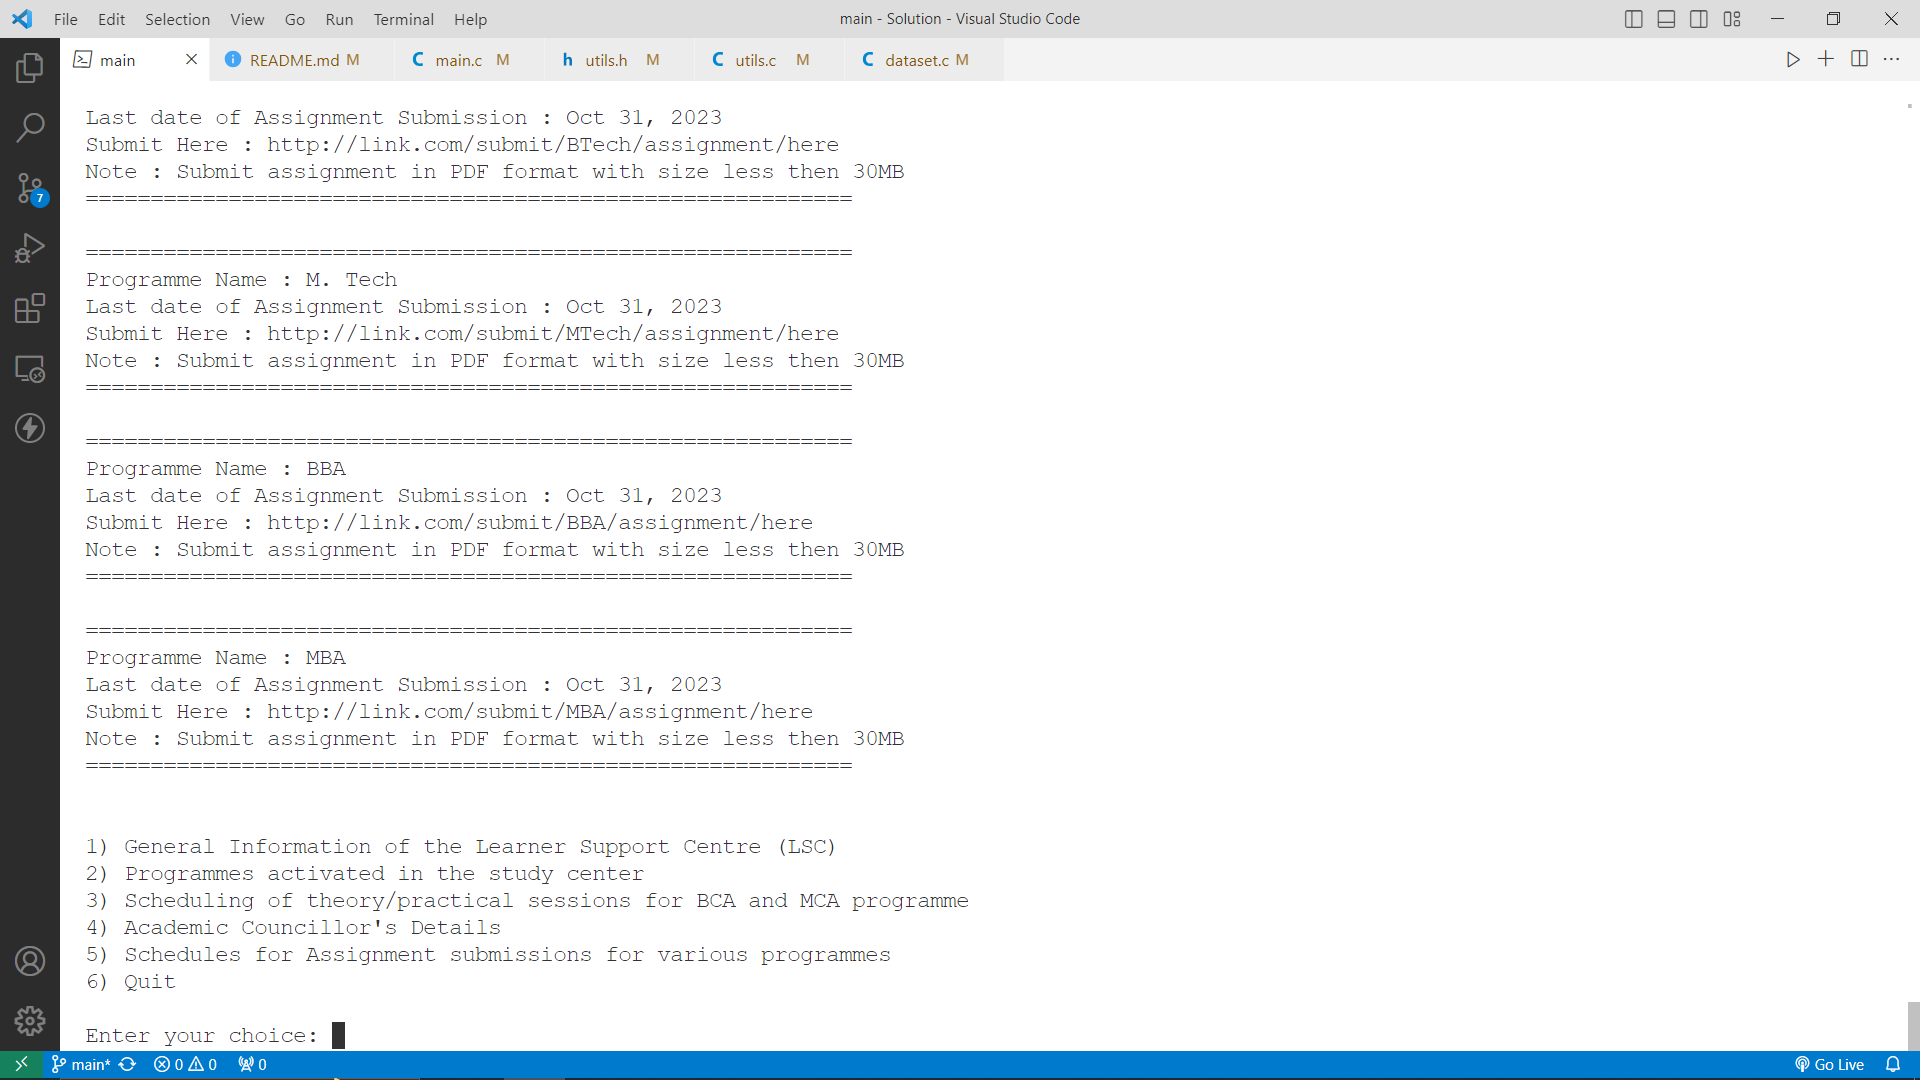 File Edit Selection View Go Run Terminal Help
main - Solution - Visual Studio Code
main
README.md M
main.c M
utils.h M
utils.c M
dataset.c M
Last date of Assignment Submission : Oct 31, 2023
Submit Here : http://link.com/submit/BTech/assignment/here
Note : Submit assignment in PDF format with size less then 30MB
===========================================================
===========================================================
Programme Name : M. Tech
Last date of Assignment Submission : Oct 31, 2023
Submit Here : http://link.com/submit/MTech/assignment/here
Note : Submit assignment in PDF format with size less then 30MB
===========================================================
===========================================================
Programme Name : BBA
Last date of Assignment Submission : Oct 31, 2023
Submit Here : http://link.com/submit/BBA/assignment/here
Note : Submit assignment in PDF format with size less then 30MB
===========================================================
===========================================================
Programme Name : MBA
Last date of Assignment Submission : Oct 31, 2023
Submit Here : http://link.com/submit/MBA/assignment/here
Note : Submit assignment in PDF format with size less then 30MB
===========================================================
1) General Information of the Learner Support Centre (LSC)
2) Programmes activated in the study center
3) Scheduling of theory/practical sessions for BCA and MCA programme
4) Academic Councillor's Details
5) Schedules for Assignment submissions for various programmes
6) Quit
Enter your choice:
7
main* 0 0 0
Go Live